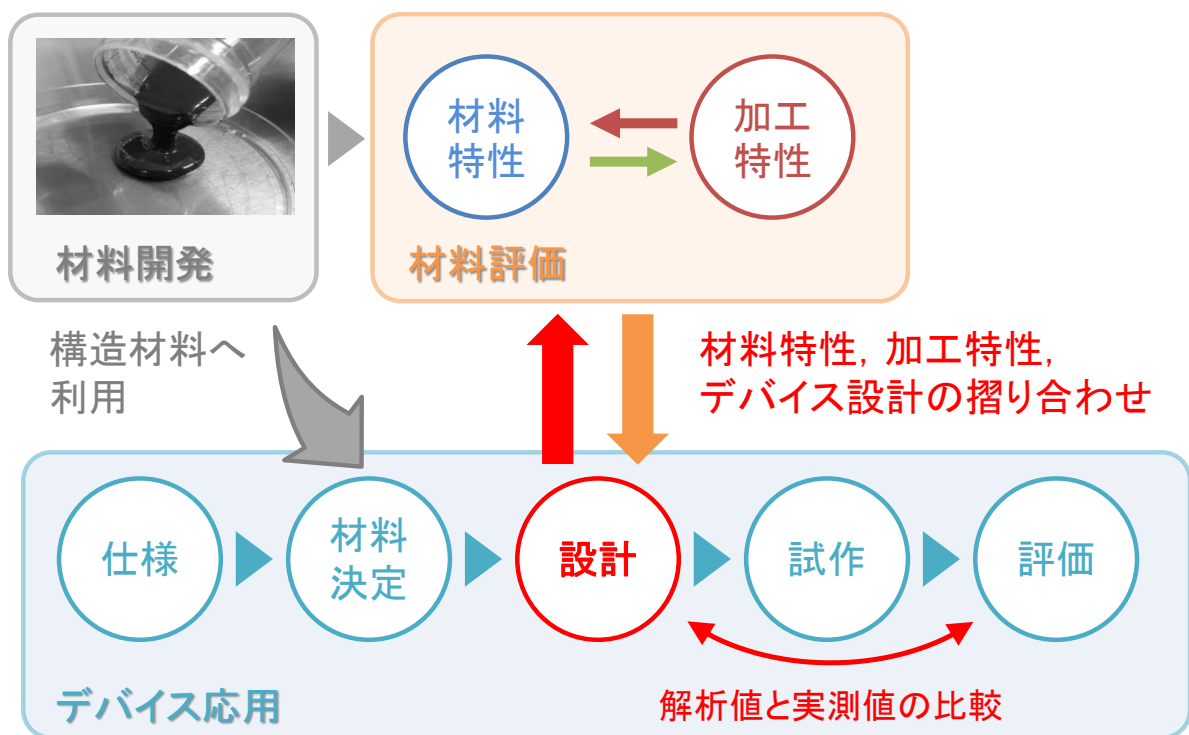 材料
特性
加工
特性
材料開発
材料評価
構造材料へ
利用
材料特性, 加工特性,
デバイス設計の摺り合わせ
仕様
材料
決定
設計
試作
評価
デバイス応用
解析値と実測値の比較